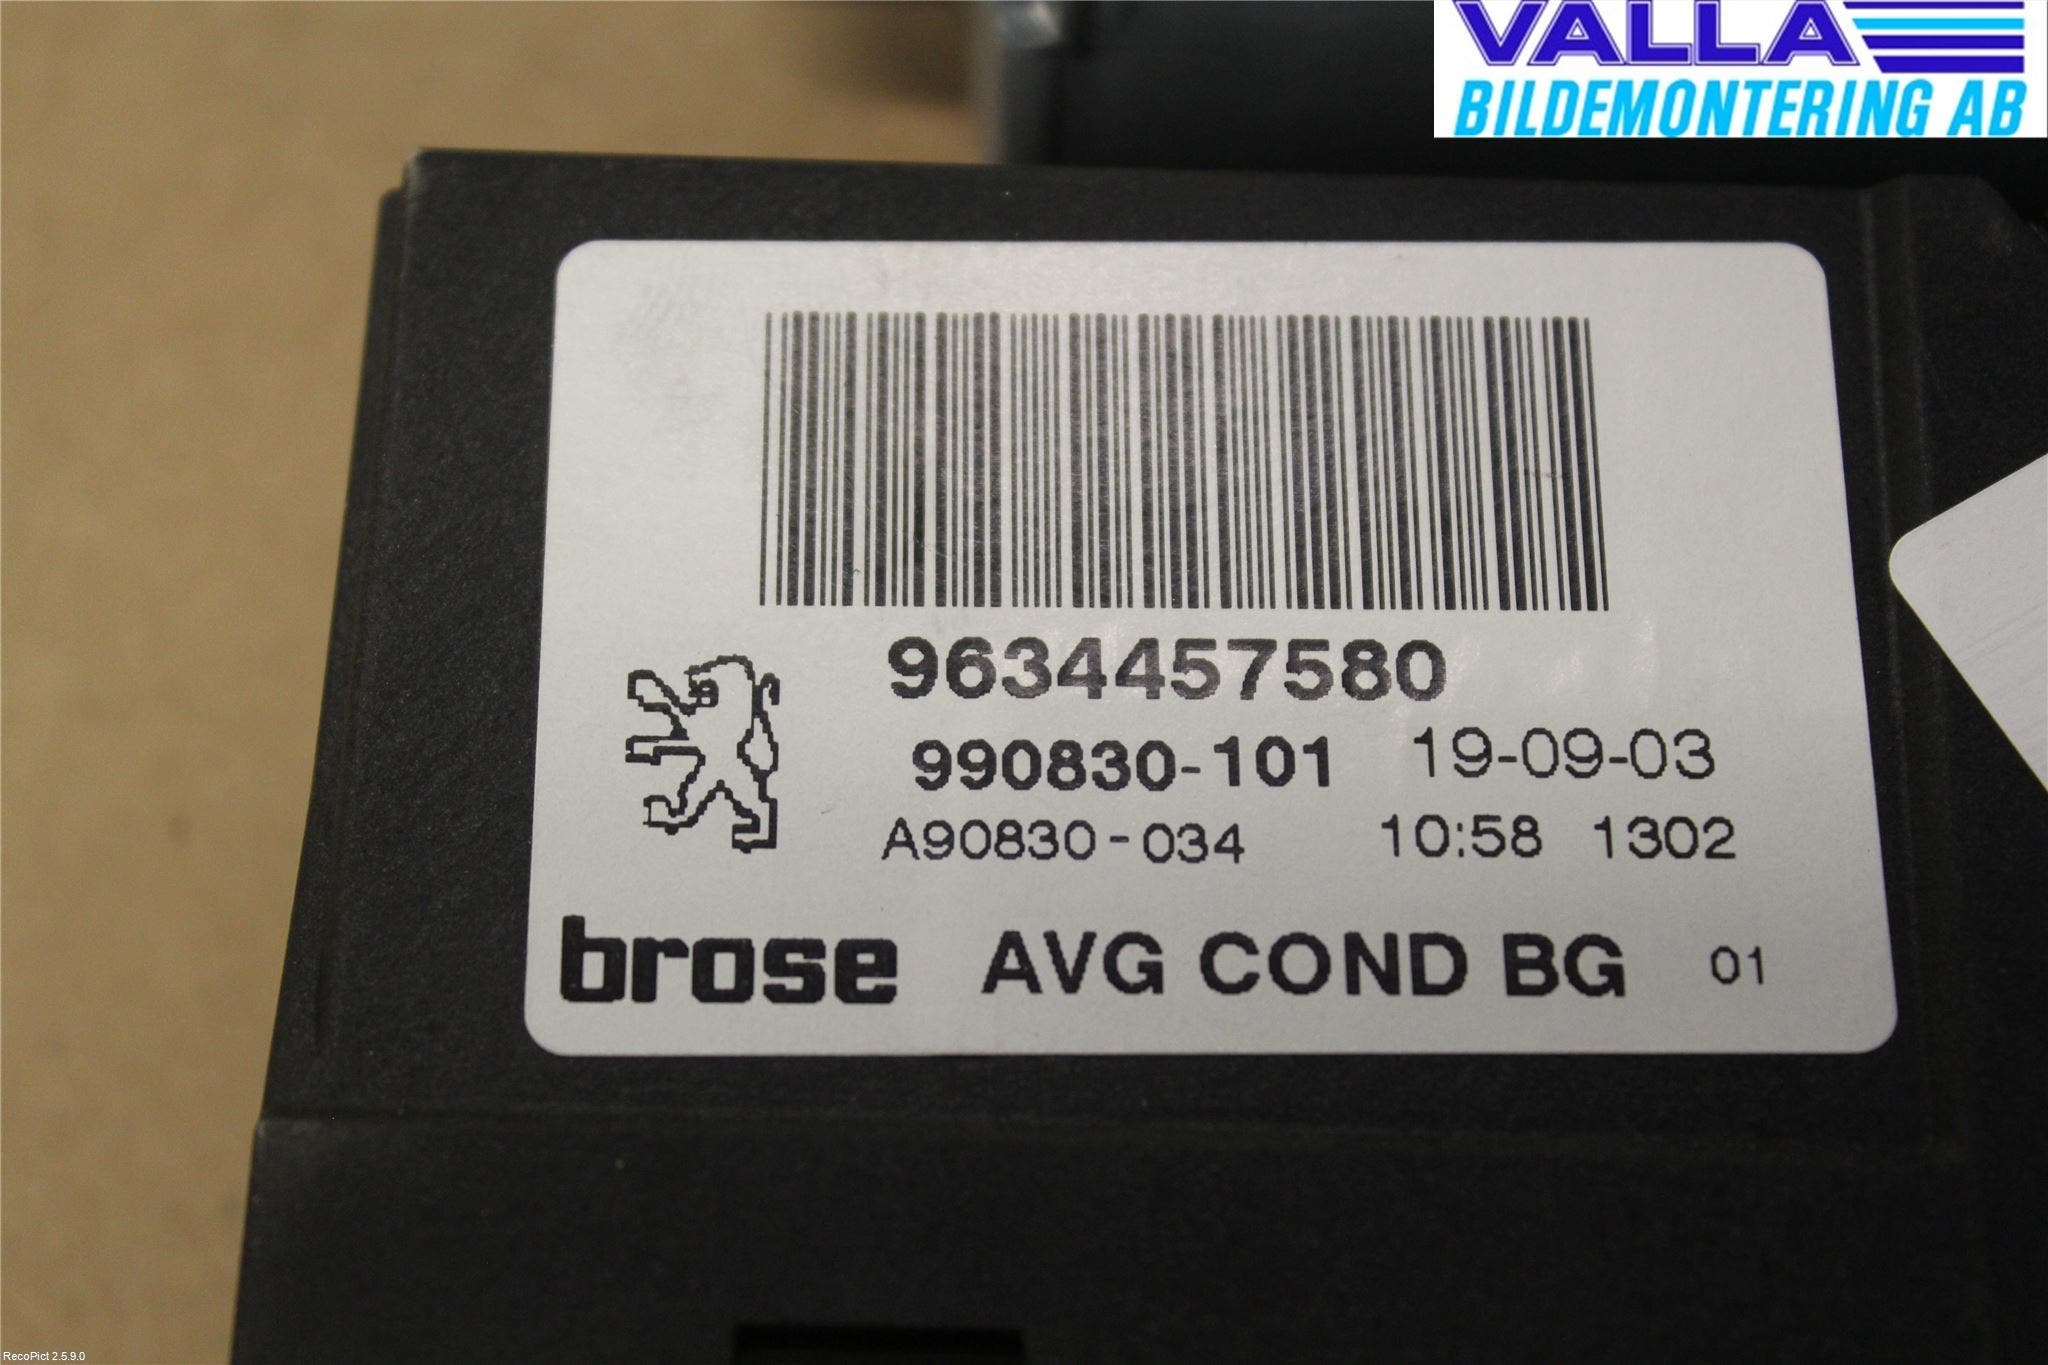 VALLA
BILDEMONTERING AB
9634457580
990830-101 19-09-03
A90830-034 10:58 1302
brose AVG COND BG 01
RecoPict 2.5.9.0